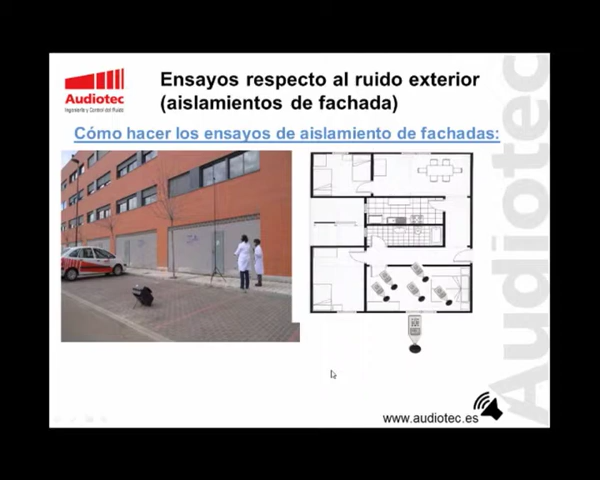 Audiotec
Ingeniería y Control del Ruido
Ensayos respecto al ruido exterior
(aislamientos de fachada)
Cómo hacer los ensayos de aislamiento de fachadas:
Audiotec
www.audiotec.es